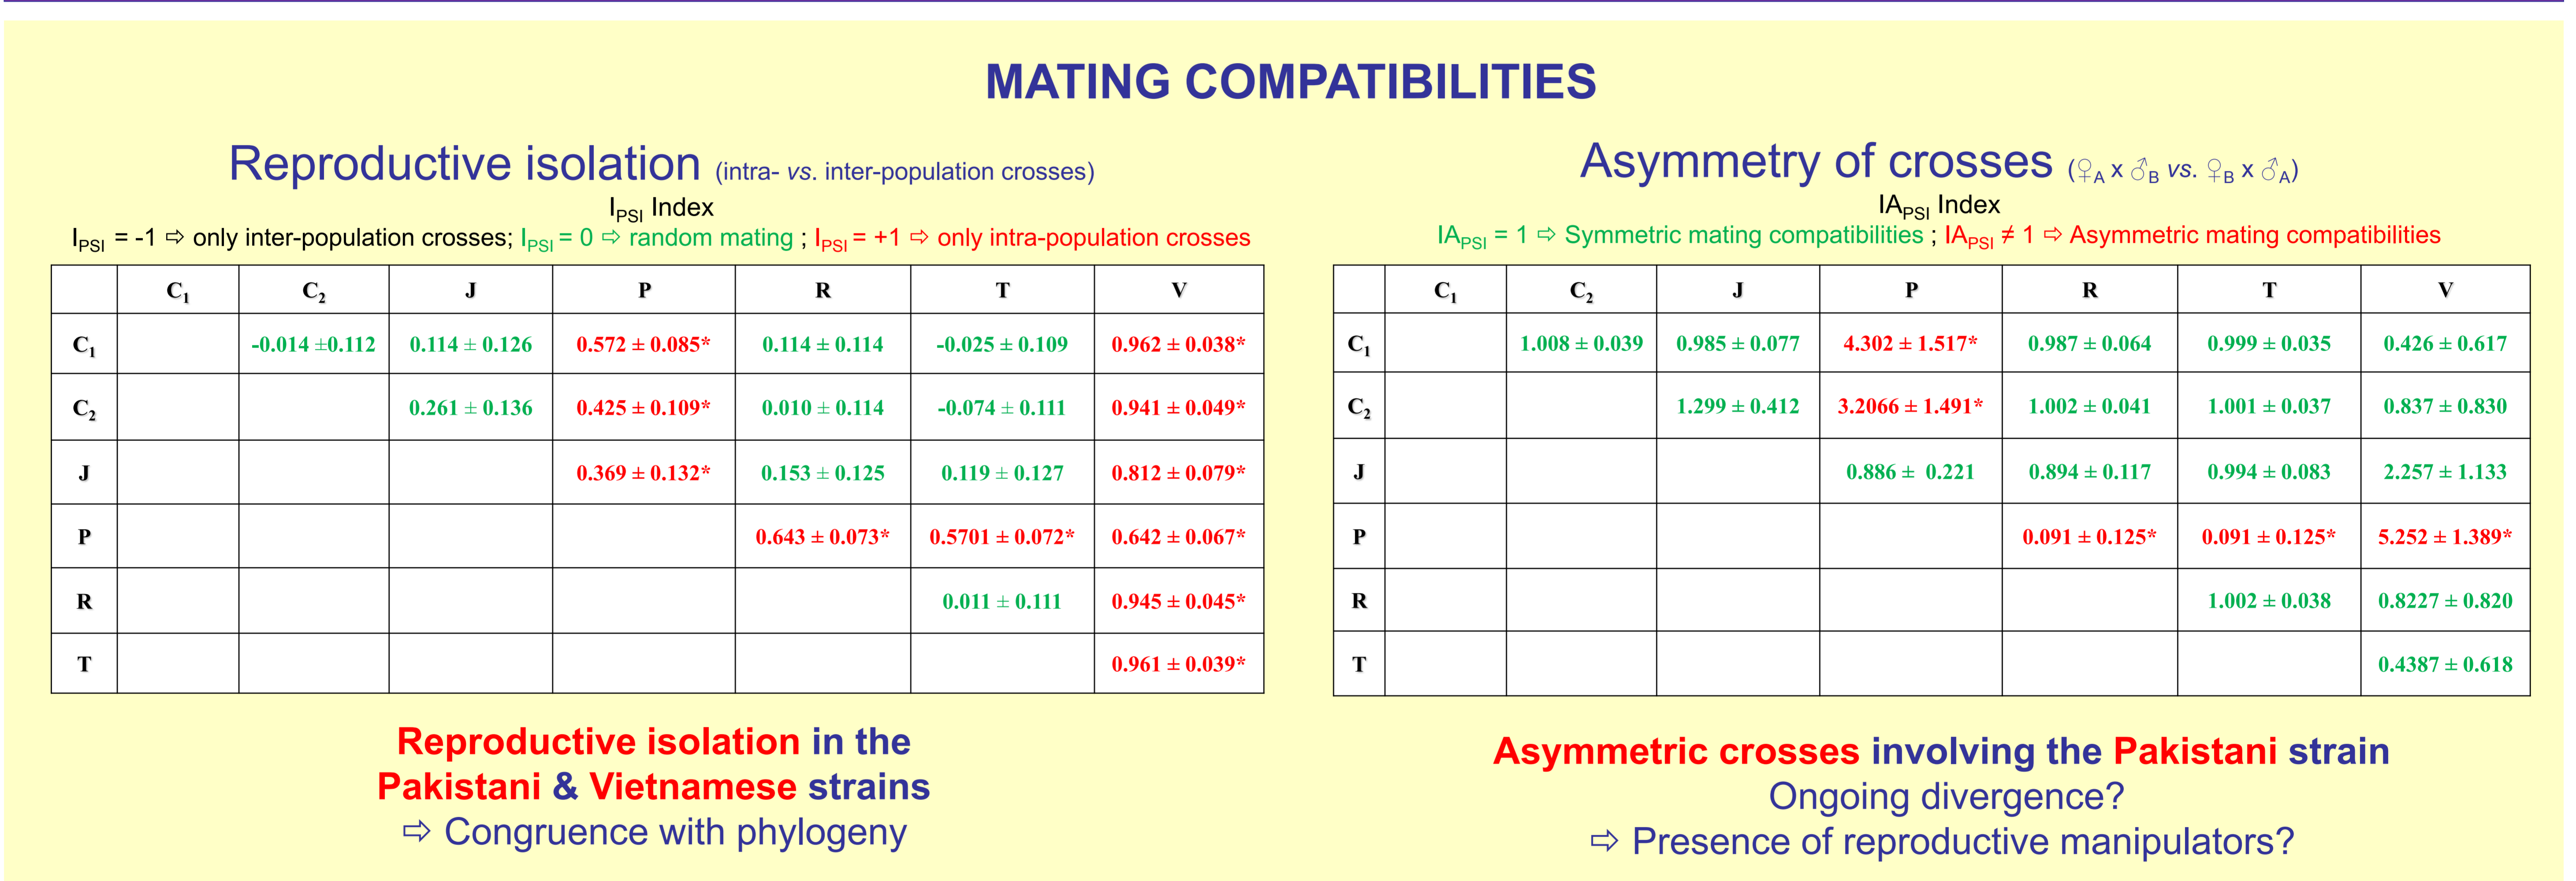 MATING COMPATIBILITIES
Reproductive isolation (intra- vs. inter-population crosses)
I_PSI Index
I_PSI = -1 ⇨ only inter-population crosses; I_PSI = 0 ⇨ random mating ; I_PSI = +1 ⇨ only intra-population crosses
C₁ C₂ J P R T V
C₁ -0.014 ±0.112 0.114 ± 0.126 0.572 ± 0.085* 0.114 ± 0.114 -0.025 ± 0.109 0.962 ± 0.038*
C₂ 0.261 ± 0.136 0.425 ± 0.109* 0.010 ± 0.114 -0.074 ± 0.111 0.941 ± 0.049*
J 0.369 ± 0.132* 0.153 ± 0.125 0.119 ± 0.127 0.812 ± 0.079*
P 0.643 ± 0.073* 0.5701 ± 0.072* 0.642 ± 0.067*
R 0.011 ± 0.111 0.945 ± 0.045*
T 0.961 ± 0.039*
Reproductive isolation in the
Pakistani & Vietnamese strains
⇨ Congruence with phylogeny
Asymmetry of crosses (♀A x ♂B vs. ♀B x ♂A)
IA_PSI Index
IA_PSI = 1 ⇨ Symmetric mating compatibilities ; IA_PSI ≠ 1 ⇨ Asymmetric mating compatibilities
C₁ C₂ J P R T V
C₁ 1.008 ± 0.039 0.985 ± 0.077 4.302 ± 1.517* 0.987 ± 0.064 0.999 ± 0.035 0.426 ± 0.617
C₂ 1.299 ± 0.412 3.2066 ± 1.491* 1.002 ± 0.041 1.001 ± 0.037 0.837 ± 0.830
J 0.886 ± 0.221 0.894 ± 0.117 0.994 ± 0.083 2.257 ± 1.133
P 0.091 ± 0.125* 0.091 ± 0.125* 5.252 ± 1.389*
R 1.002 ± 0.038 0.8227 ± 0.820
T 0.4387 ± 0.618
Asymmetric crosses involving the Pakistani strain
Ongoing divergence?
⇨ Presence of reproductive manipulators?